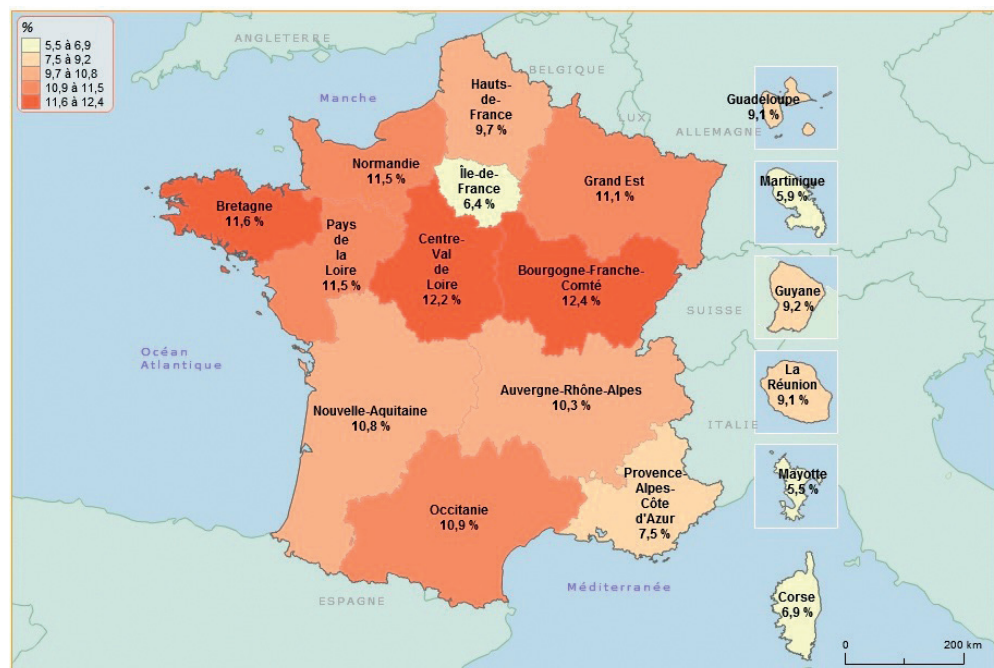 %
5,5 à 6,9
7,5 à 9,2
9,7 à 10,8
10,9 à 11,5
11,6 à 12,4
ANGLETERRE
BELGIQUE
LUX
ALLEMAGNE
Manche
Hauts-
de-
France
9,7 %
Normandie
11,5 %
Île-de-
France
6,4 %
Grand Est
11,1 %
Bretagne
11,6 %
Pays
de
la
Loire
11,5 %
Centre-
Val
de
Loire
12,2 %
Bourgogne-Franche-
Comté
12,4 %
SUISSE
Océan
Atlantique
Nouvelle-Aquitaine
10,8 %
Auvergne-Rhône-Alpes
10,3 %
ITALIE
Provence-
Alpes-
Côte
d'Azur
7,5 %
Occitanie
10,9 %
Méditerranée
ESPAGNE
Guadeloupe
9,1 %
Martinique
5,9 %
Guyane
9,2 %
La
Réunion
9,1 %
Mayotte
5,5 %
Corse
6,9 %
0 200 km